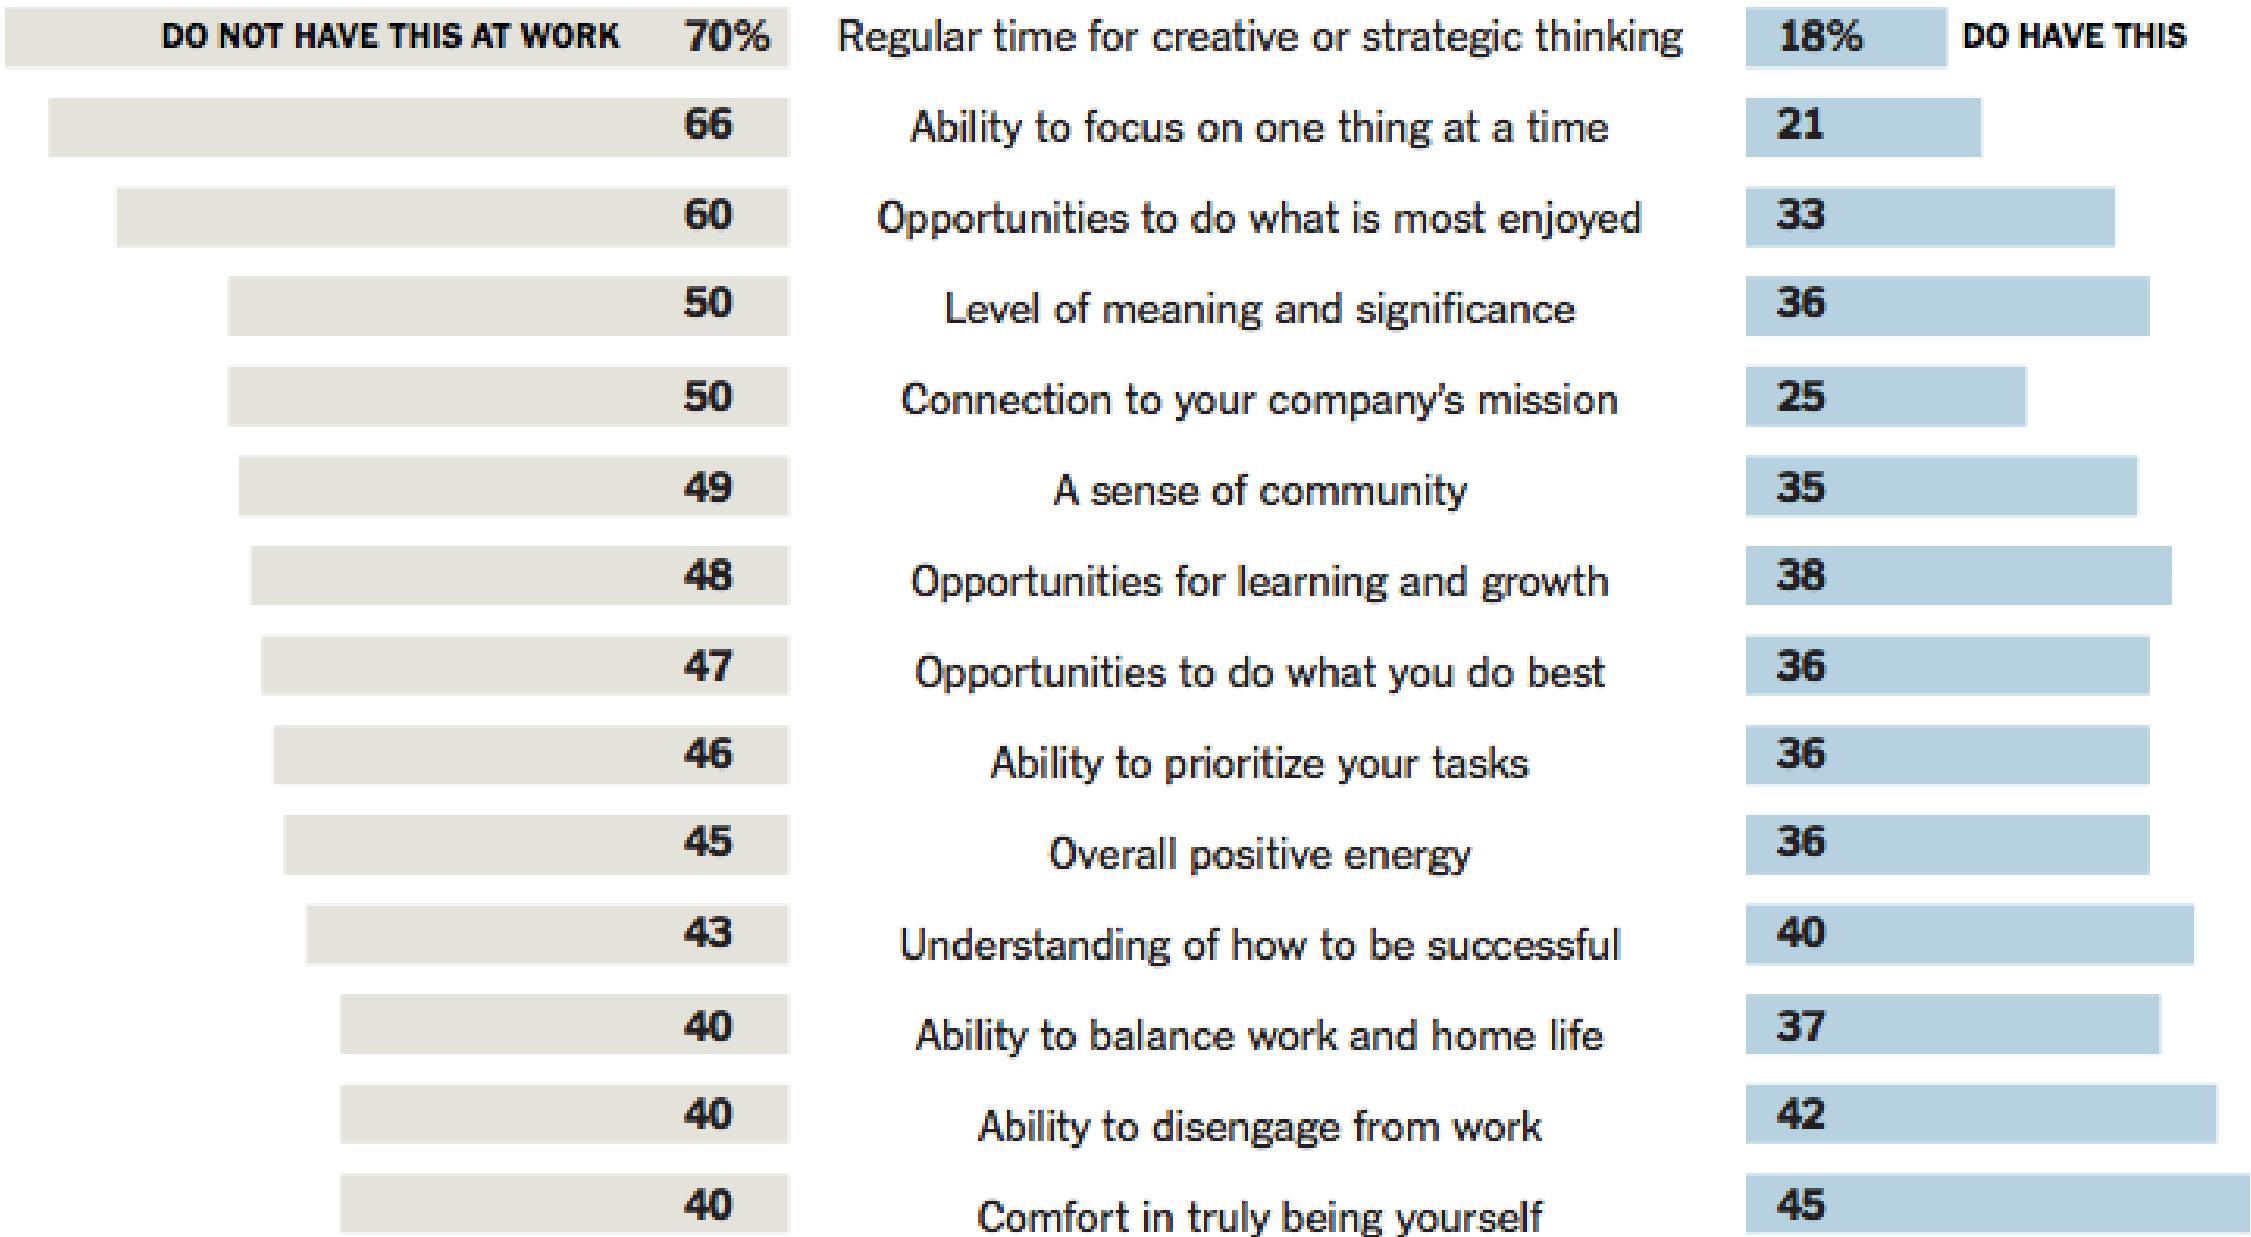 DO NOT HAVE THIS AT WORK 70% Regular time for creative or strategic thinking 18% DO HAVE THIS
66 Ability to focus on one thing at a time 21
60 Opportunities to do what is most enjoyed 33
50 Level of meaning and significance 36
50 Connection to your company's mission 25
49 A sense of community 35
48 Opportunities for learning and growth 38
47 Opportunities to do what you do best 36
46 Ability to prioritize your tasks 36
45 Overall positive energy 36
43 Understanding of how to be successful 40
40 Ability to balance work and home life 37
40 Ability to disengage from work 42
40 Comfort in truly being yourself 45